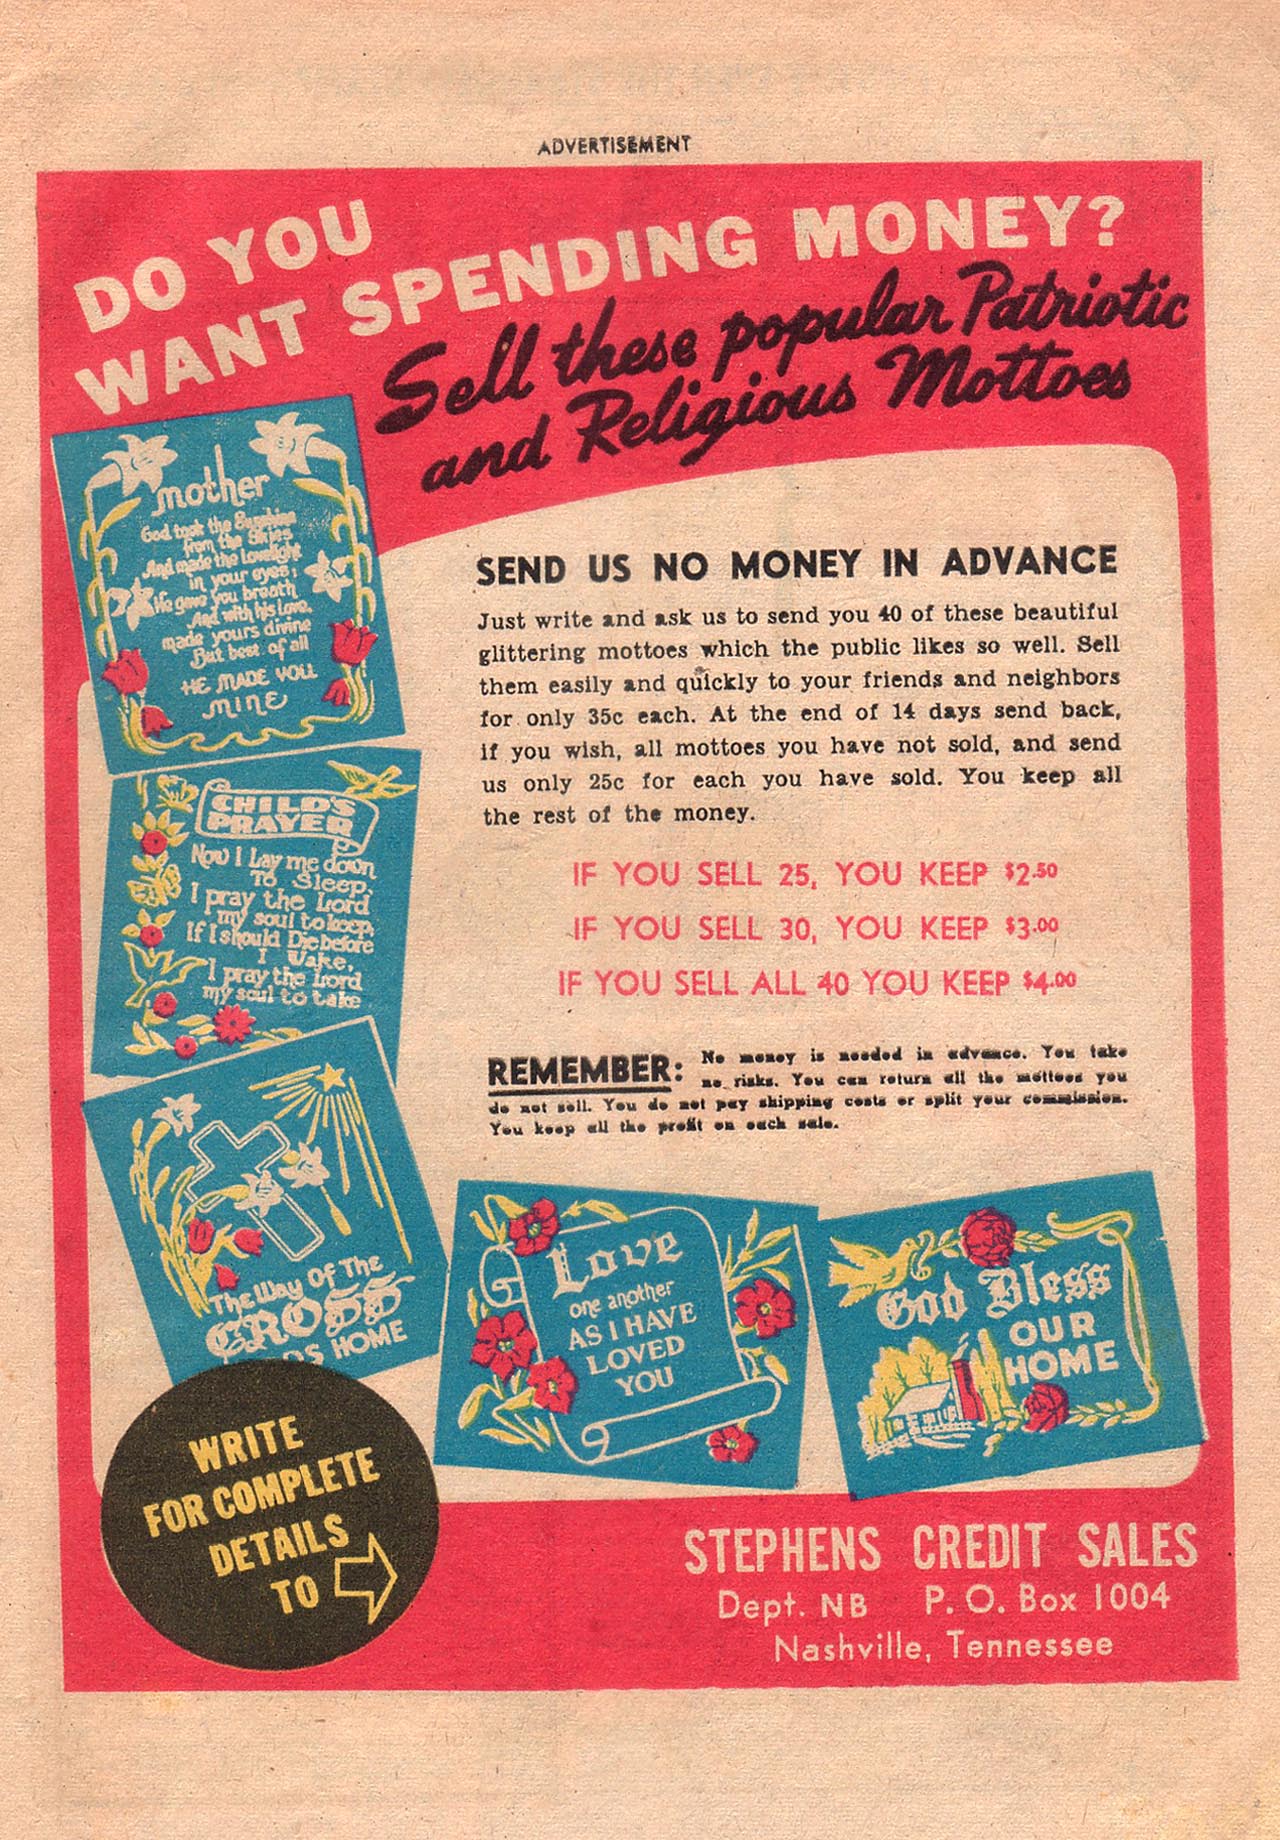 ADVERTISEMENT
DO YOU
WANT SPENDING MONEY?
Sell these popular Patriotic
and Religious Mottoes
mother
God took the Sunshine
from the Skies
And made the Lovelight
in your eyes;
He gave you breath
And with his love,
made yours divine
But best of all
HE MADE YOU
MINE
CHILD'S
PRAYER
Now I Lay me down
To Sleep,
I pray the Lord
my soul to keep,
If I should Die before
I Wake,
I pray the Lord
my soul to take
The Way Of The
CROSS
DS HOME
SEND US NO MONEY IN ADVANCE
Just write and ask us to send you 40 of these beautiful
glittering mottoes which the public likes so well. Sell
them easily and quickly to your friends and neighbors
for only 35c each. At the end of 14 days send back,
if you wish, all mottoes you have not sold, and send
us only 25c for each you have sold. You keep all
the rest of the money.
IF YOU SELL 25, YOU KEEP $2.50
IF YOU SELL 30, YOU KEEP $3.00
IF YOU SELL ALL 40 YOU KEEP $4.00
REMEMBER: No money is needed in advance. You take
no risks. You can return all the mottoes you
do not sell. You do not pay shipping costs or split your commission.
You keep all the profit on each sale.
Love
one another
AS I HAVE
LOVED
YOU
God Bless
OUR
HOME
WRITE
FOR COMPLETE
DETAILS
TO
STEPHENS CREDIT SALES
Dept. NB P. O. Box 1004
Nashville, Tennessee